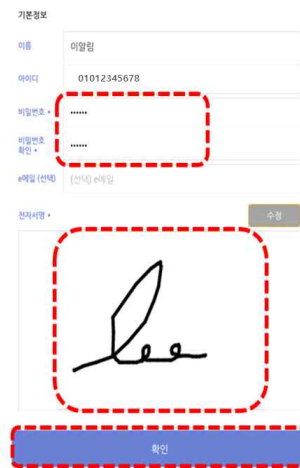 기본정보
이름 이알림
아이디 01012345678
비밀번호 • ••••••
비밀번호
확인 • ••••••
e메일 (선택) (선택) e메일
전자서명 • 수정
lee
확인